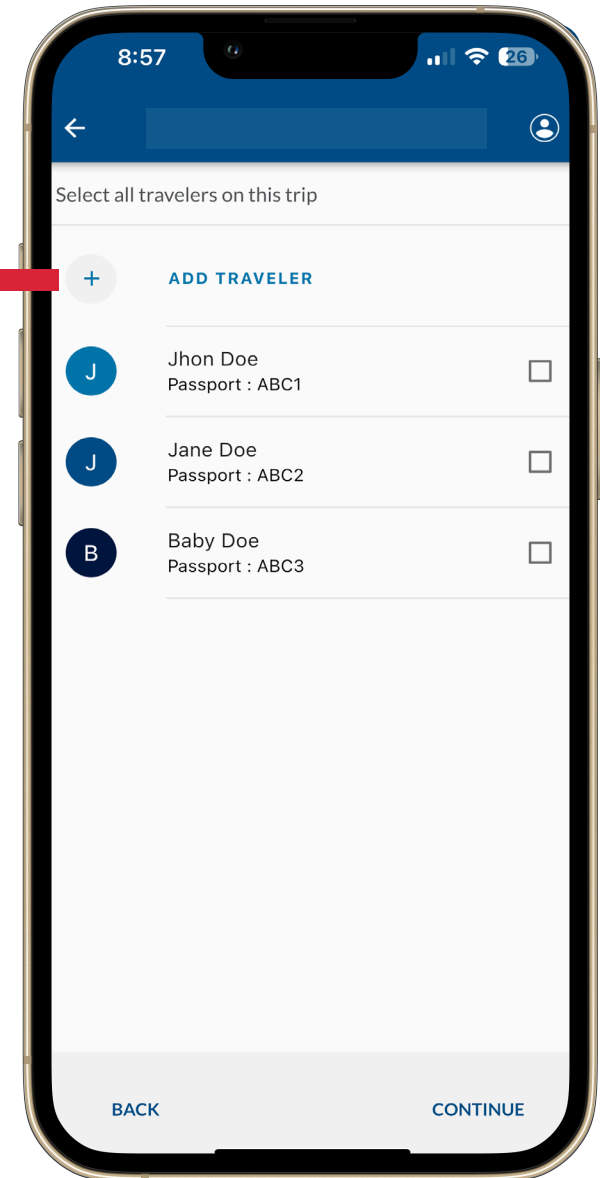 8:57
26
Select all travelers on this trip
+ ADD TRAVELER
J
Jhon Doe
Passport : ABC1
J
Jane Doe
Passport : ABC2
B
Baby Doe
Passport : ABC3
BACK
CONTINUE